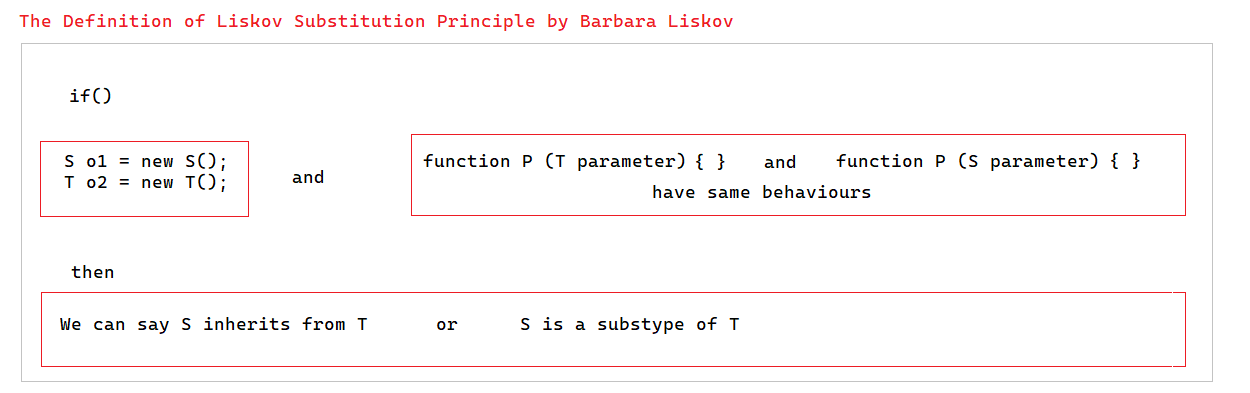 The Definition of Liskov Substitution Principle by Barbara Liskov
if()
S o1 = new S();
T o2 = new T();
and
function P (T parameter) { } and function P (S parameter) { }
have same behaviours
then
We can say S inherits from T or S is a substype of T